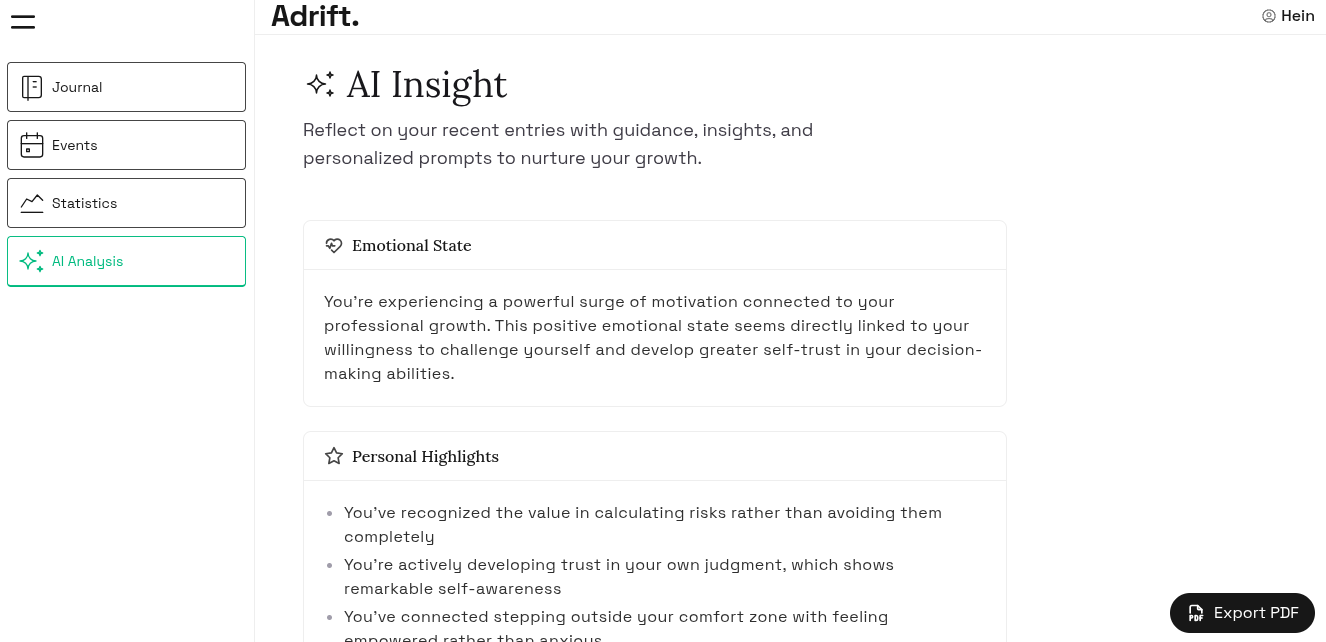 Adrift.
Hein
Journal
Events
Statistics
AI Analysis
AI Insight
Reflect on your recent entries with guidance, insights, and
personalized prompts to nurture your growth.
Emotional State
You're experiencing a powerful surge of motivation connected to your
professional growth. This positive emotional state seems directly linked to your
willingness to challenge yourself and develop greater self-trust in your decision-
making abilities.
Personal Highlights
You've recognized the value in calculating risks rather than avoiding them
completely
You're actively developing trust in your own judgment, which shows
remarkable self-awareness
You've connected stepping outside your comfort zone with feeling
empowered rather than anxious
PDF
Export PDF